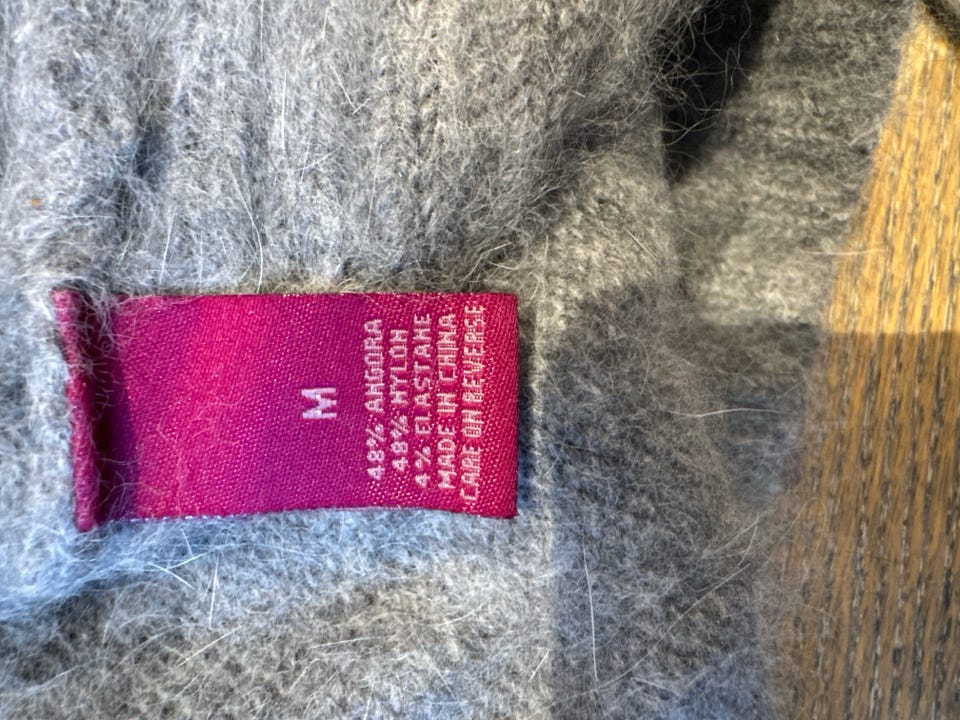 M
48% ANGORA
48% NYLON
4% ELASTANE
MADE IN CHINA
CARE ON REVERSE